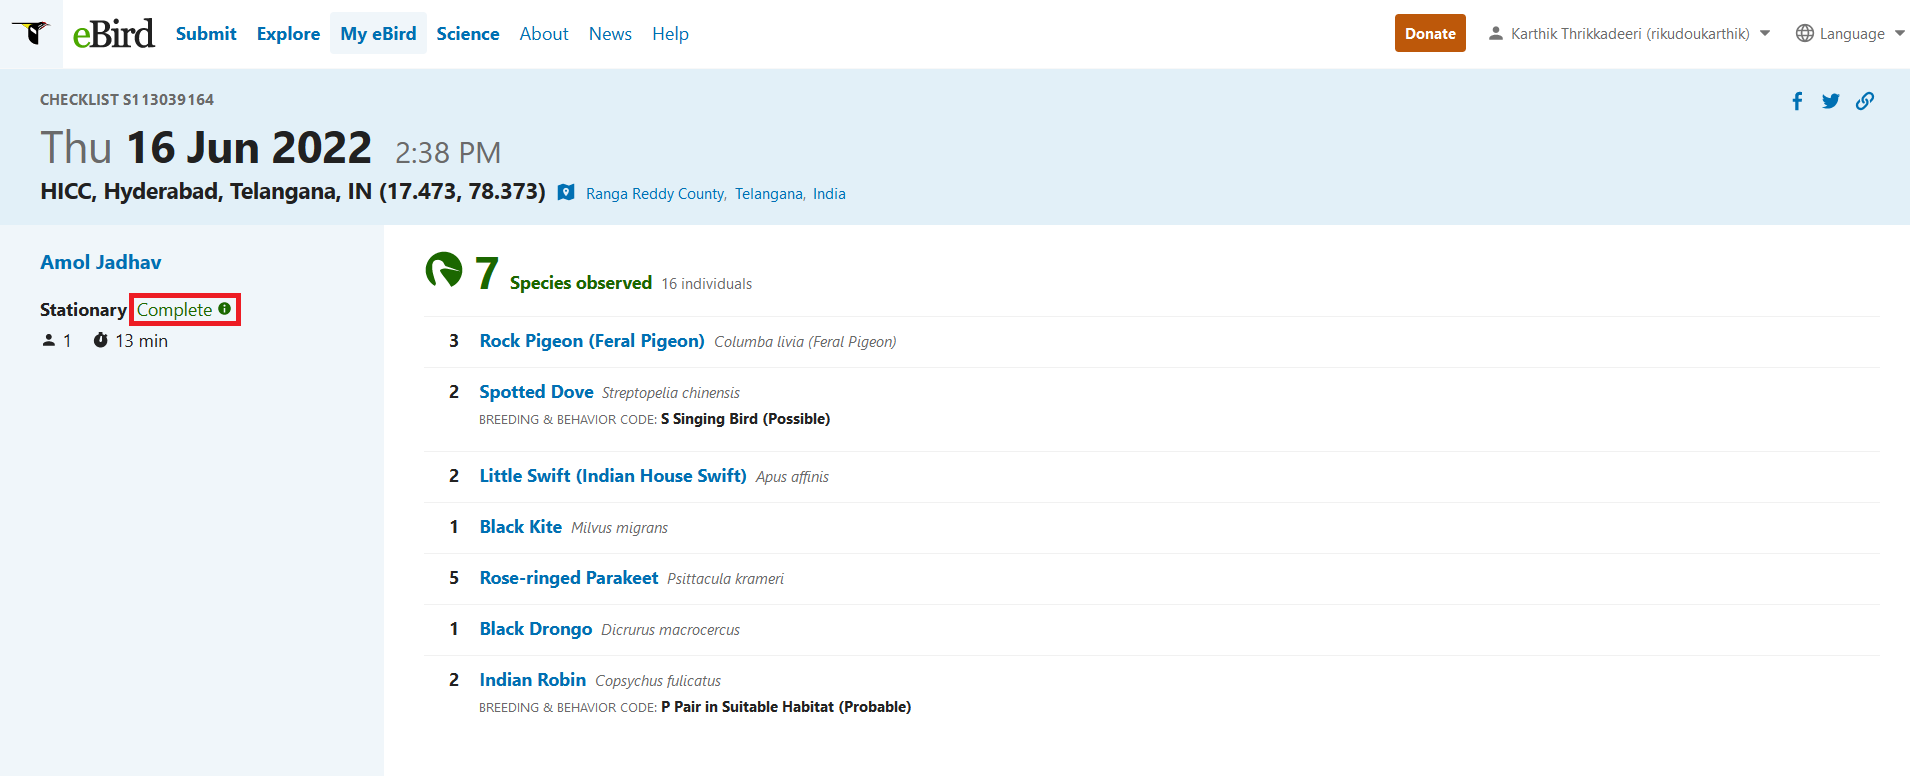 eBird Submit Explore My eBird Science About News Help Donate Karthik Thrikkadeeri (rikudoukarthik) Language
CHECKLIST S113039164
Thu 16 Jun 2022 2:38 PM
HICC, Hyderabad, Telangana, IN (17.473, 78.373) Ranga Reddy County, Telangana, India
Amol Jadhav
Stationary Complete
1 13 min
7 Species observed 16 individuals
3 Rock Pigeon (Feral Pigeon) Columba livia (Feral Pigeon)
2 Spotted Dove Streptopelia chinensis
BREEDING & BEHAVIOR CODE: S Singing Bird (Possible)
2 Little Swift (Indian House Swift) Apus affinis
1 Black Kite Milvus migrans
5 Rose-ringed Parakeet Psittacula krameri
1 Black Drongo Dicrurus macrocercus
2 Indian Robin Copsychus fulicatus
BREEDING & BEHAVIOR CODE: P Pair in Suitable Habitat (Probable)